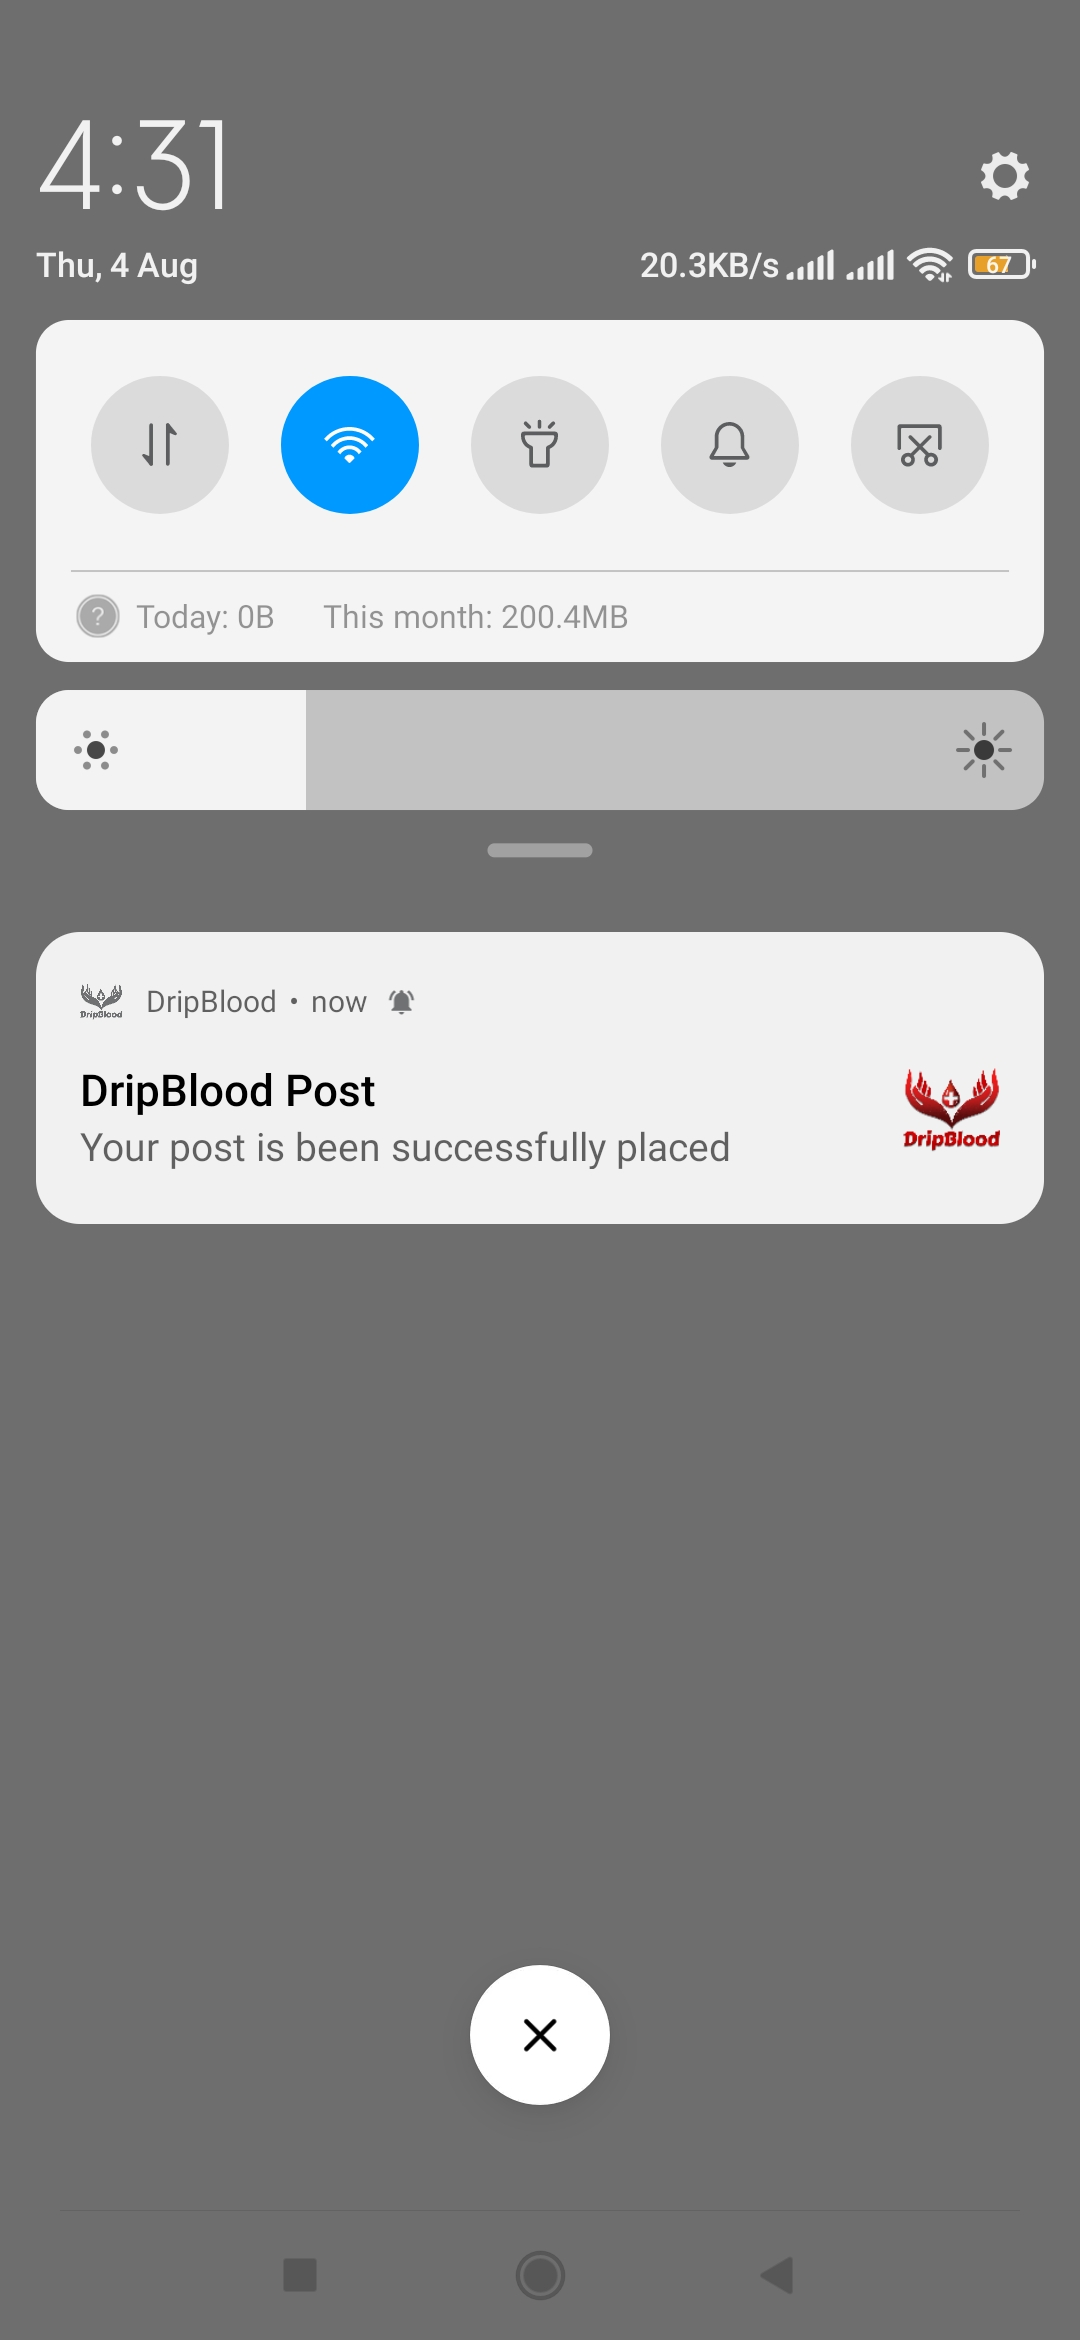 4:31
Thu, 4 Aug
20.3KB/s
67
?
Today: 0B This month: 200.4MB
DripBlood
DripBlood • now
DripBlood Post
Your post is been successfully placed
DripBlood